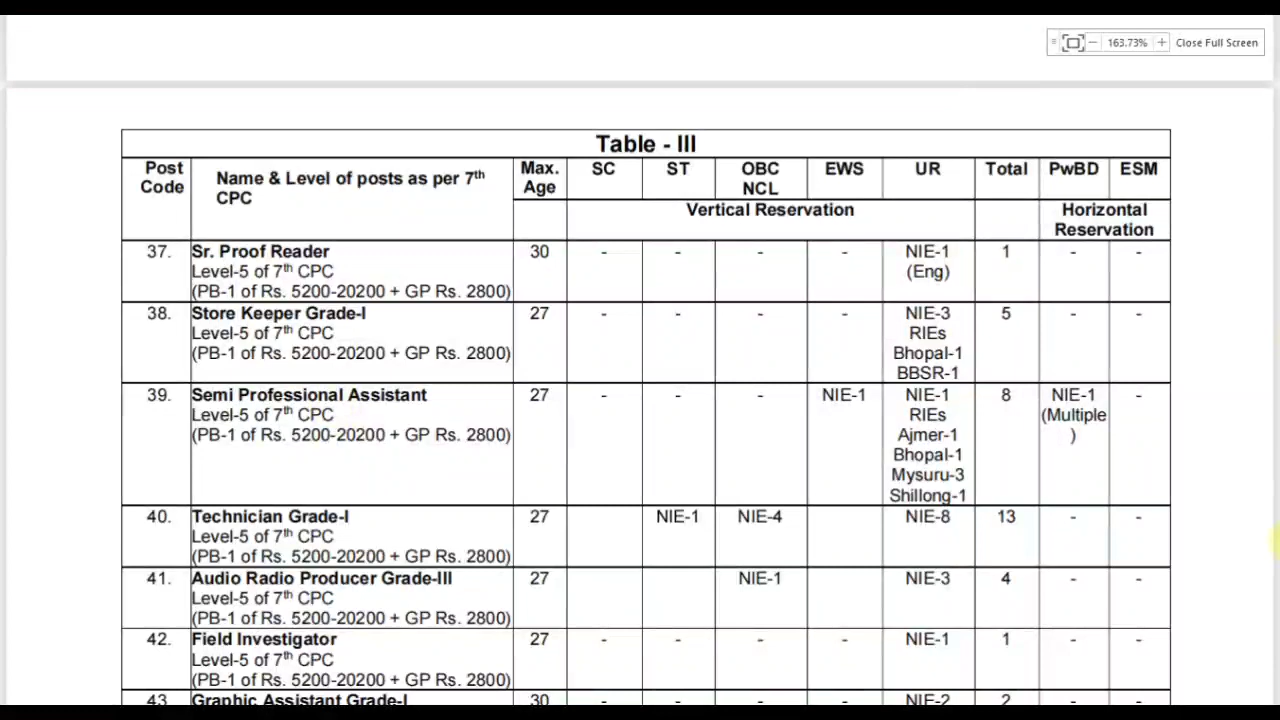 163.73% Close Full Screen
Table - III
Post Code Name & Level of posts as per 7th CPC Max. Age SC ST OBC NCL EWS UR Total PwBD ESM
Vertical Reservation Horizontal Reservation
37. Sr. Proof Reader 30 - - - - NIE-1 1 - -
Level-5 of 7th CPC (Eng)
(PB-1 of Rs. 5200-20200 + GP Rs. 2800)
38. Store Keeper Grade-I 27 - - - - NIE-3 5 - -
Level-5 of 7th CPC RIEs
(PB-1 of Rs. 5200-20200 + GP Rs. 2800) Bhopal-1
BBSR-1
39. Semi Professional Assistant 27 - - - NIE-1 NIE-1 8 NIE-1 -
Level-5 of 7th CPC RIEs (Multiple
(PB-1 of Rs. 5200-20200 + GP Rs. 2800) Ajmer-1 )
Bhopal-1
Mysuru-3
Shillong-1
40. Technician Grade-I 27 NIE-1 NIE-4 NIE-8 13 - -
Level-5 of 7th CPC
(PB-1 of Rs. 5200-20200 + GP Rs. 2800)
41. Audio Radio Producer Grade-III 27 NIE-1 NIE-3 4 - -
Level-5 of 7th CPC
(PB-1 of Rs. 5200-20200 + GP Rs. 2800)
42. Field Investigator 27 - - - - NIE-1 1 - -
Level-5 of 7th CPC
(PB-1 of Rs. 5200-20200 + GP Rs. 2800)
43. Graphic Assistant Grade-I 30 - - - - NIE-2 2 - -